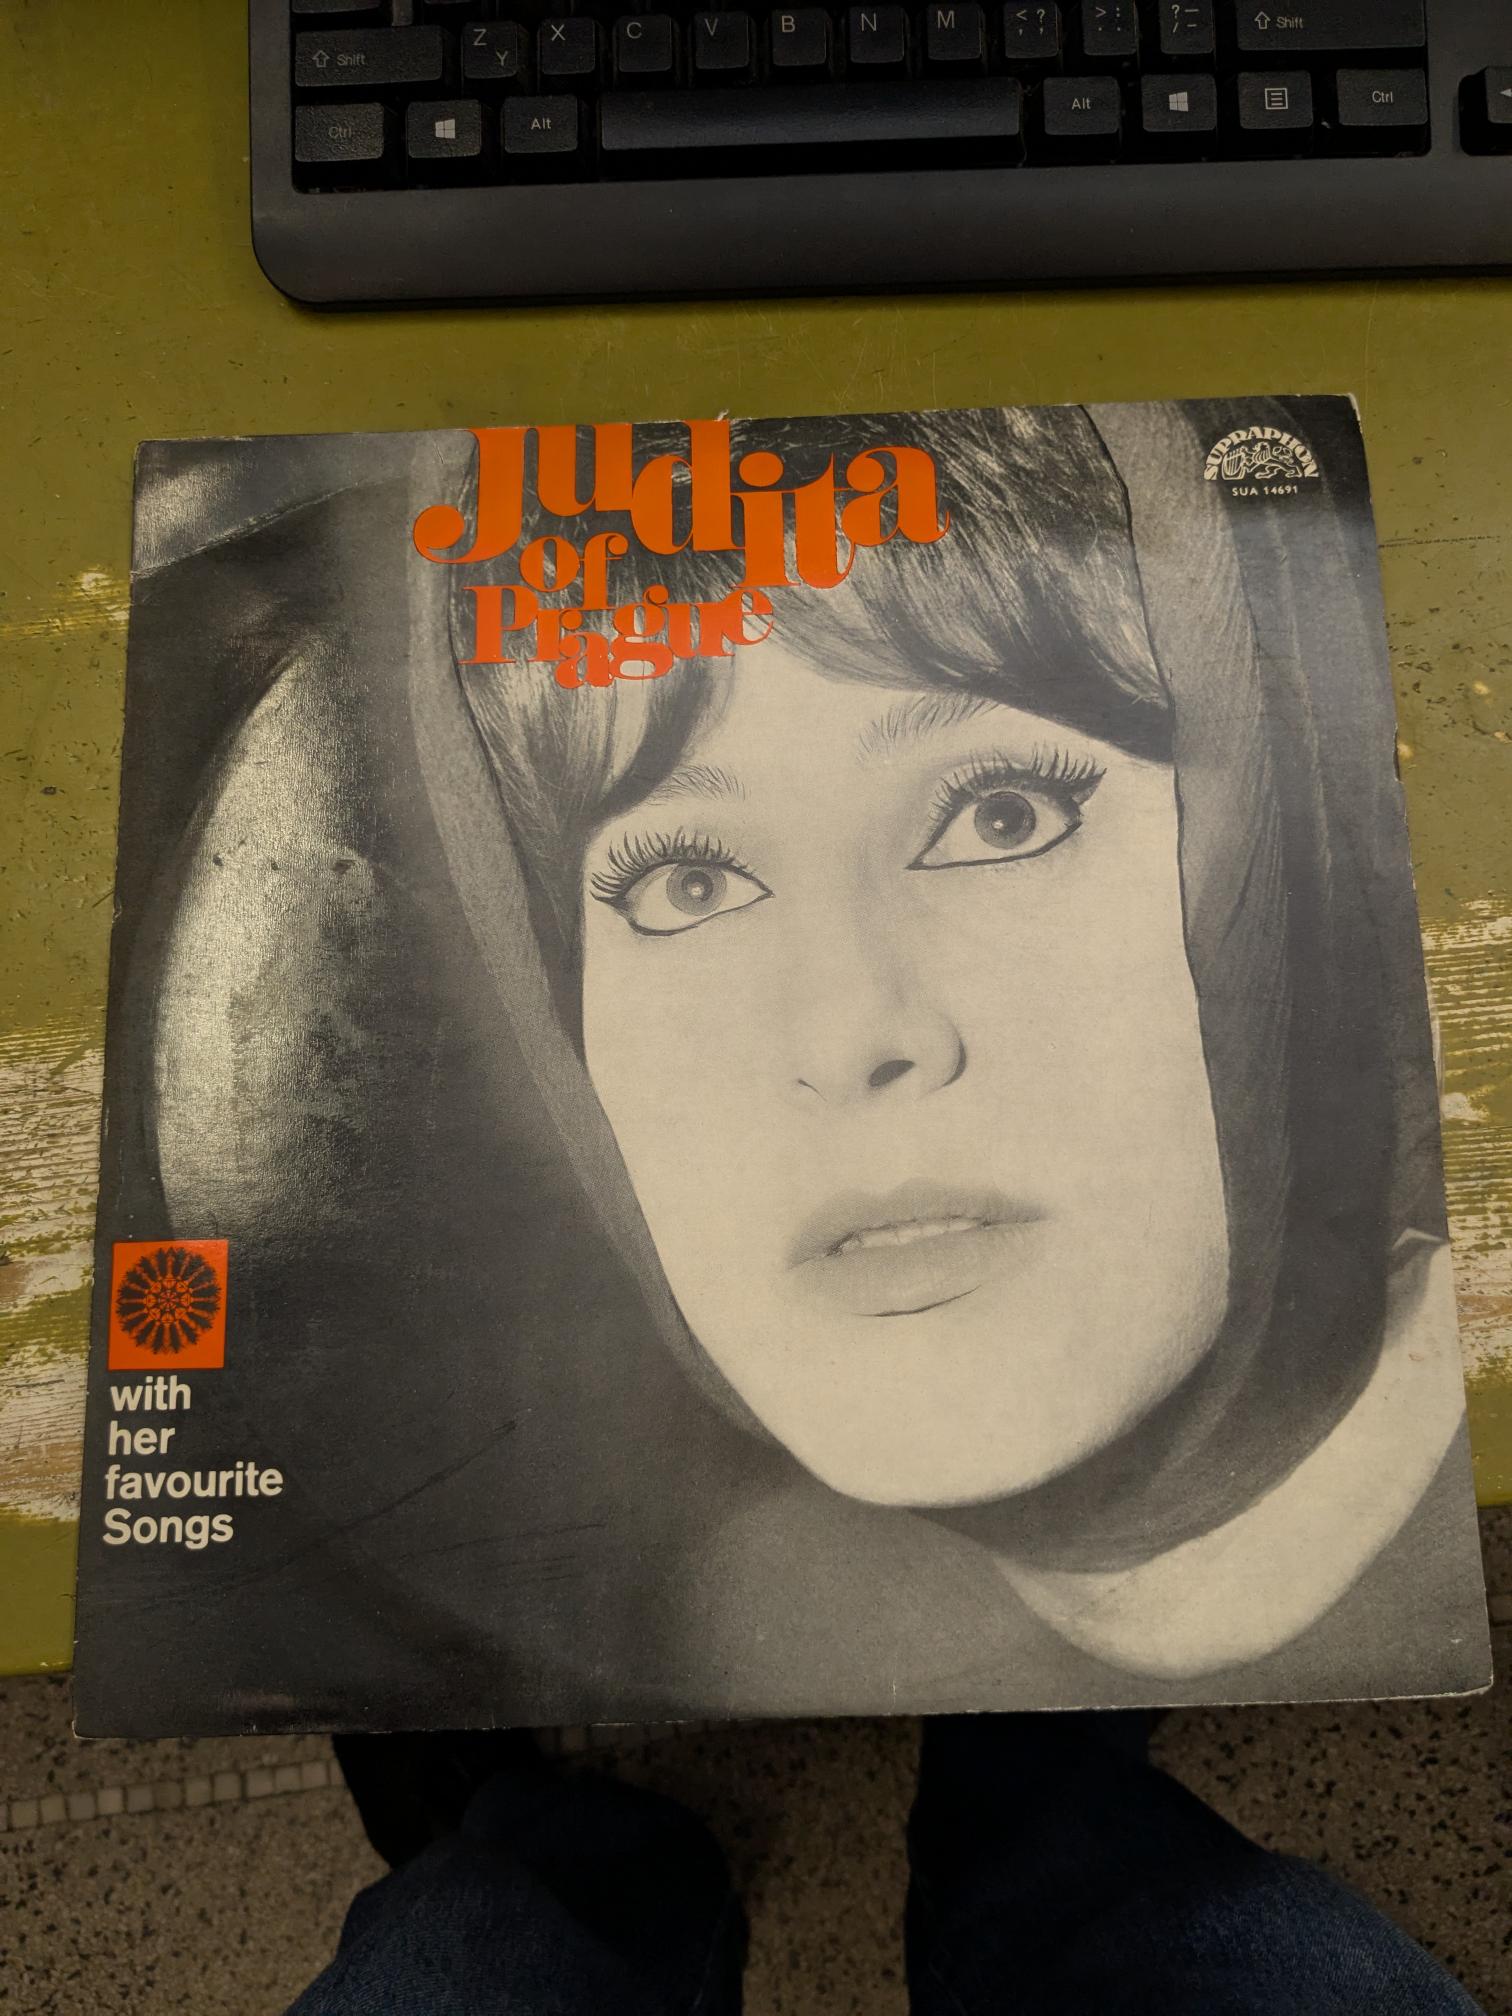 Shift Z Y X C V B N M < ? , ; > : . : ? − / − Shift
Ctrl Alt Alt Ctrl
Judita
of
Prague
SUPRAPHON
SUA 14691
with
her
favourite
Songs